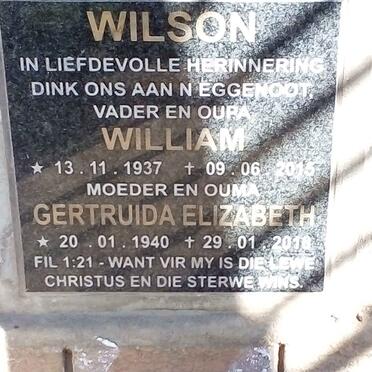 WILSON
IN LIEFDEVOLLE HERINNERING
DINK ONS AAN N EGGENOOT,
VADER EN OUPA
WILLIAM
★ 13 . 11 . 1937 ✝ 09 . 06 . 2015
MOEDER EN OUMA
GERTRUIDA ELIZABETH
★ 20 . 01 . 1940 ✝ 29 . 01 . 2018
FIL 1:21 - WANT VIR MY IS DIE LEWE
CHRISTUS EN DIE STERWE WINS.